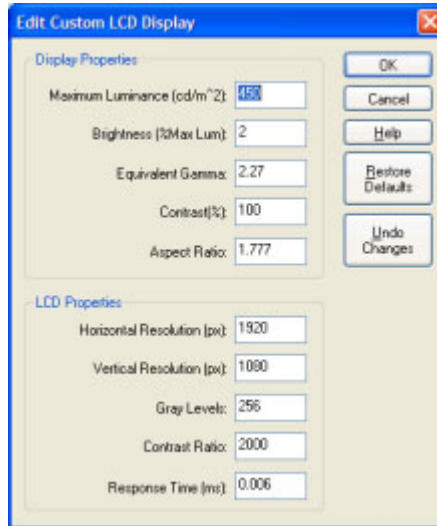 Edit Custom LCD Display
Display Properties
Maximum Luminance (cd/m^2): 450
Brightness (%Max Lum): 2
Equivalent Gamma: 2.27
Contrast(%): 100
Aspect Ratio: 1.777
OK
Cancel
Help
Restore
Defaults
Undo
Changes
LCD Properties
Horizontal Resolution (px): 1920
Vertical Resolution (px): 1080
Gray Levels: 256
Contrast Ratio: 2000
Response Time (ms): 0.006